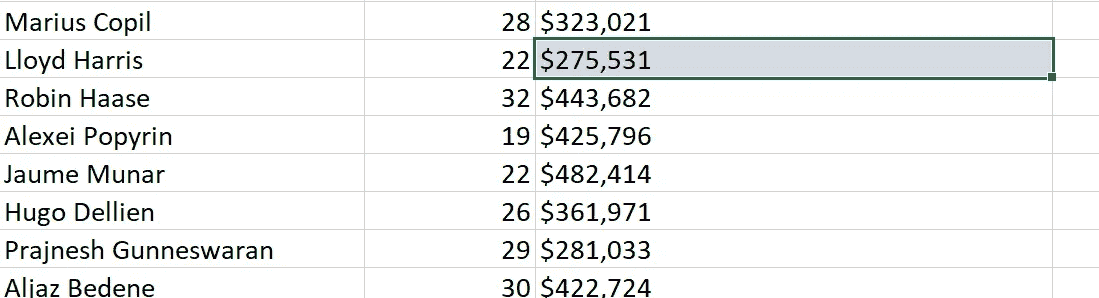 Marius Copil 28 $323,021
Lloyd Harris 22 $275,531
Robin Haase 32 $443,682
Alexei Popyrin 19 $425,796
Jaume Munar 22 $482,414
Hugo Dellien 26 $361,971
Prajnesh Gunneswaran 29 $281,033
Aljaz Bedene 30 $422,724